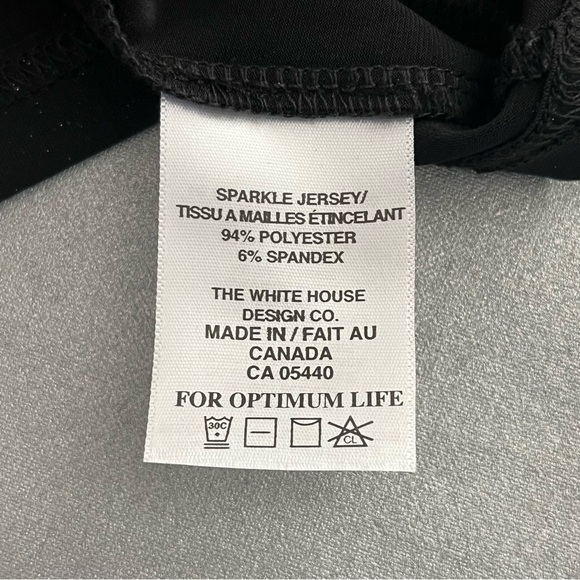 SPARKLE JERSEY/
TISSU A MAILLES ÉTINCELANT
94% POLYESTER
6% SPANDEX
THE WHITE HOUSE
DESIGN CO.
MADE IN / FAIT AU
CANADA
CA 05440
FOR OPTIMUM LIFE
30C CL